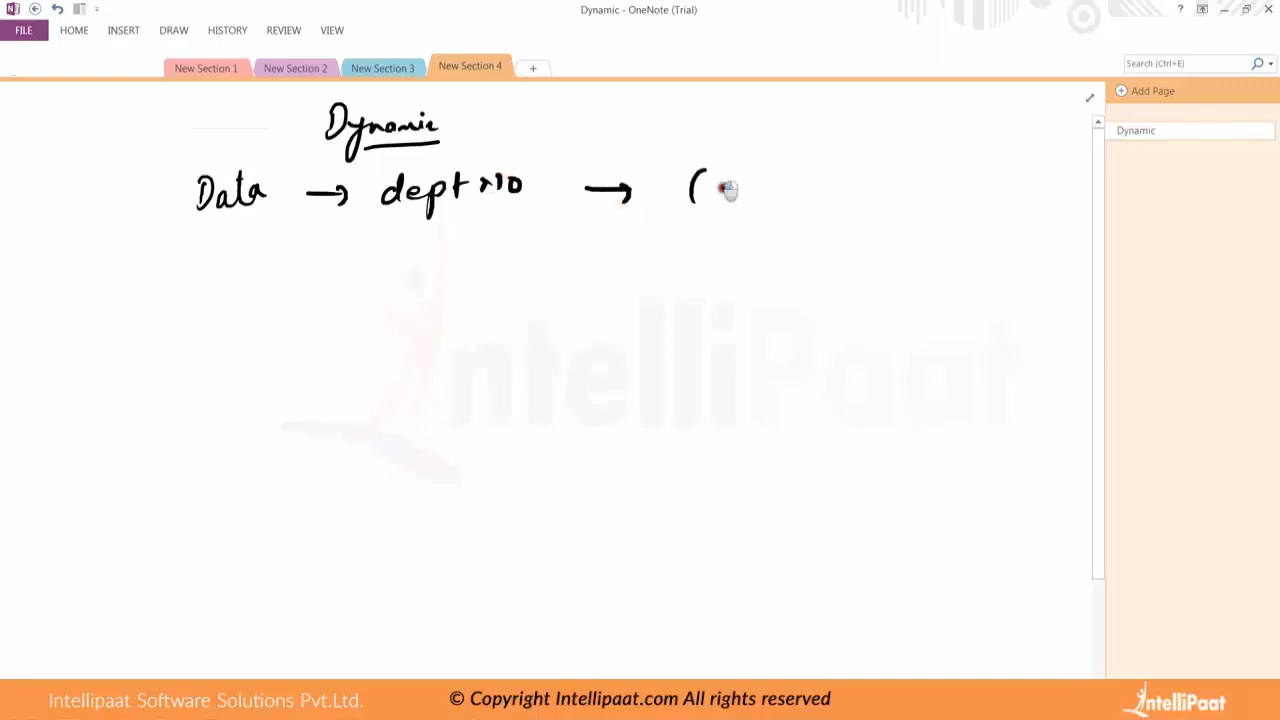 Dynamic - OneNote (Trial)
FILE HOME INSERT DRAW HISTORY REVIEW VIEW
New Section 1 New Section 2 New Section 3 New Section 4 +
Search (Ctrl+E)
Add Page
Dynamic
Dynamic
Data → dept no → (
IntelliPaat
Intellipaat Software Solutions Pvt.Ltd.
© Copyright Intellipaat.com All rights reserved
IntelliPaat